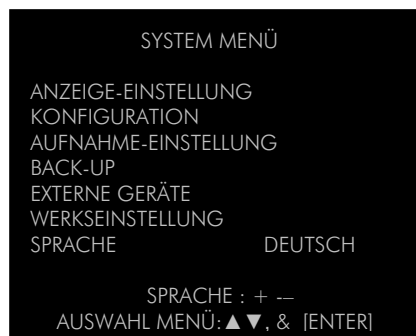 SYSTEM MENÜ
ANZEIGE-EINSTELLUNG
KONFIGURATION
AUFNAHME-EINSTELLUNG
BACK-UP
EXTERNE GERÄTE
WERKSEINSTELLUNG
SPRACHE DEUTSCH
SPRACHE : + -–
AUSWAHL MENÜ:▲▼, & [ENTER]